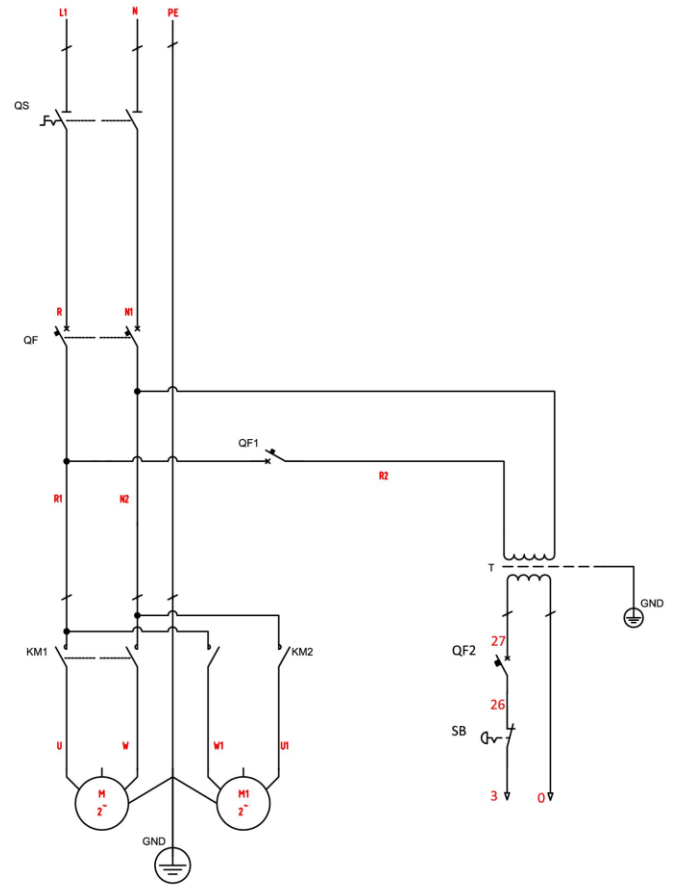 L1 N PE
QS
R N1
QF
QF1
R2
R1 N2
T
GND
KM1 KM2
27
QF2
26
SB
U W W1 U1
M M1
2~ 2~
3 0
GND